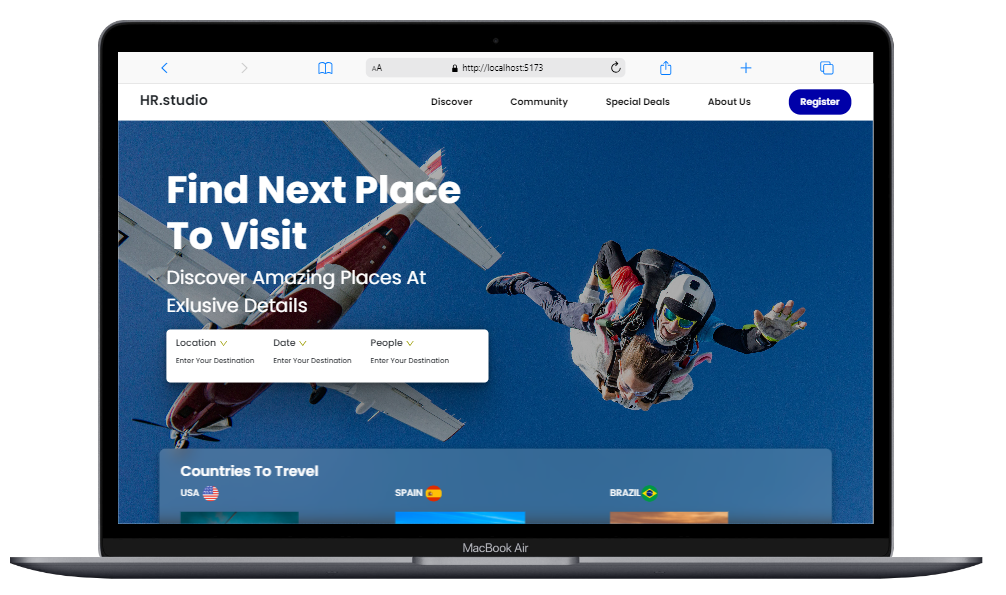 AA http://localhost:5173
HR.studio Discover Community Special Deals About Us Register
Find Next Place
To Visit
Discover Amazing Places At
Exlusive Details
Location Date People
Enter Your Destination Enter Your Destination Enter Your Destination
Countries To Trevel
USA SPAIN BRAZIL
MacBook Air